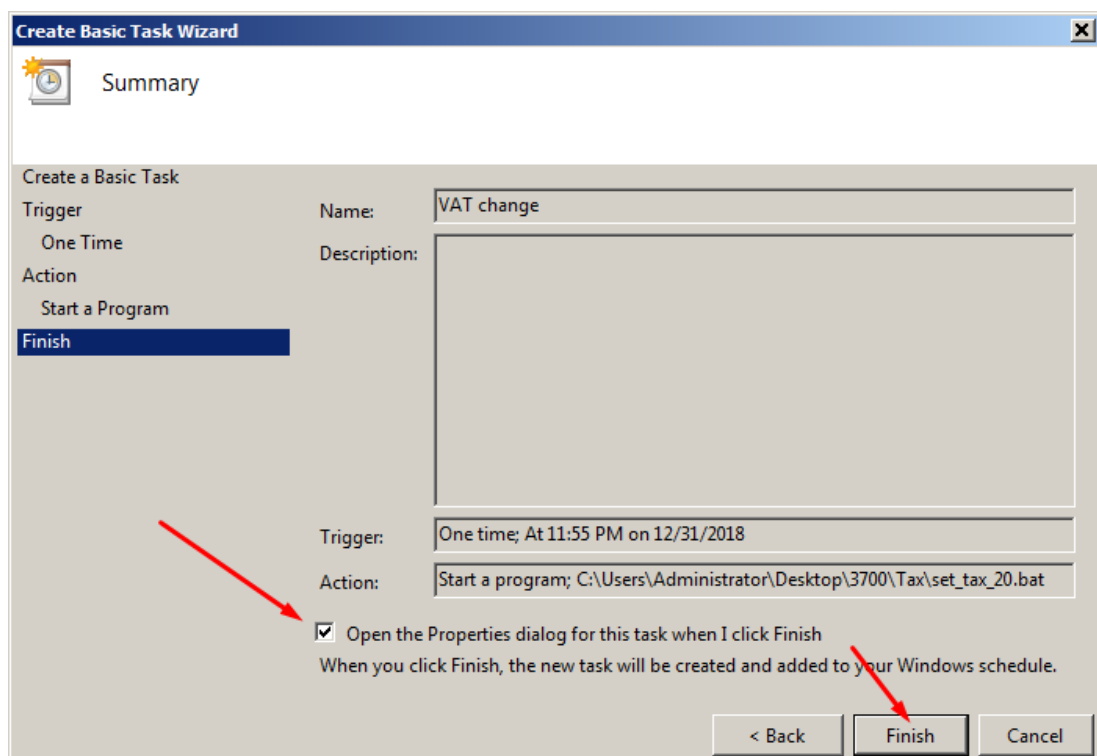 Create Basic Task Wizard
Summary
Create a Basic Task
Trigger
One Time
Action
Start a Program
Finish
Name: VAT change
Description:
Trigger: One time; At 11:55 PM on 12/31/2018
Action: Start a program; C:\Users\Administrator\Desktop\3700\Tax\set_tax_20.bat
Open the Properties dialog for this task when I click Finish
When you click Finish, the new task will be created and added to your Windows schedule.
< Back Finish Cancel